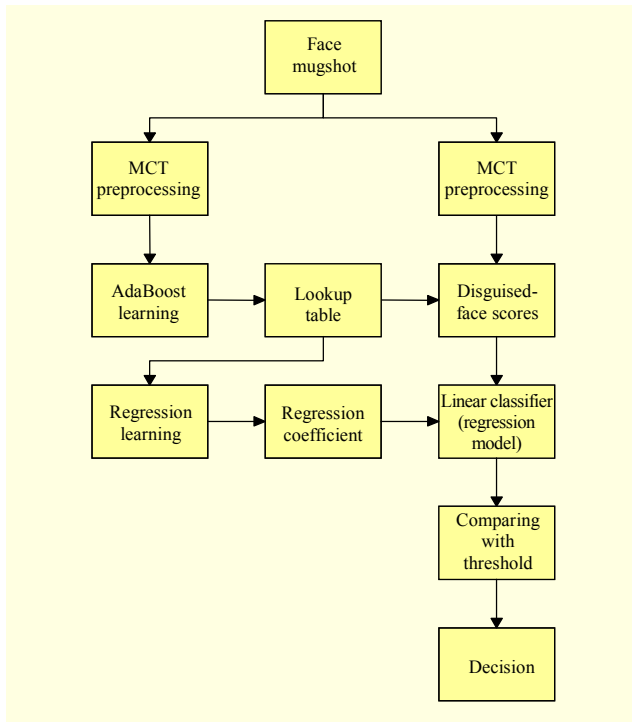 Face
mugshot
MCT
preprocessing
MCT
preprocessing
AdaBoost
learning
Lookup
table
Disguised-
face scores
Regression
learning
Regression
coefficient
Linear classifier
(regression
model)
Comparing
with
threshold
Decision